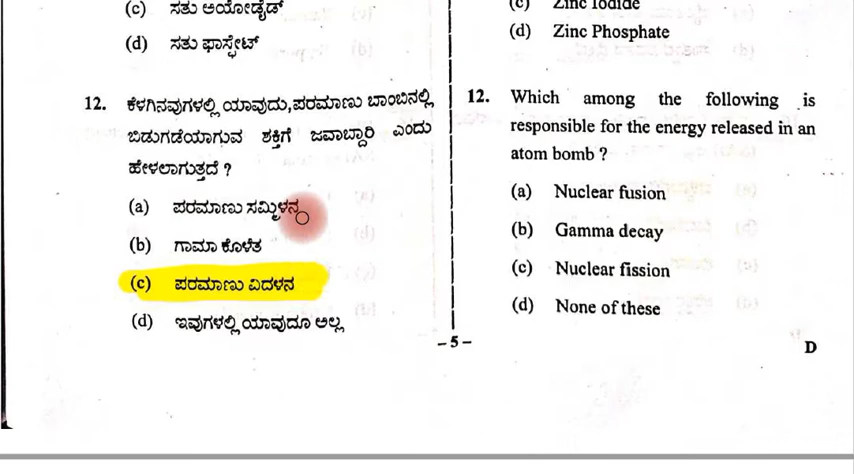 (c) ಸತು ಅಯೋಡೈಡ್
(d) ಸತು ಫಾಸ್ಫೇಟ್
12. ಕೆಳಗಿನವುಗಳಲ್ಲಿ ಯಾವುದು,ಪರಮಾಣು ಬಾಂಬಿನಲ್ಲಿ
ಬಿಡುಗಡೆಯಾಗುವ ಶಕ್ತಿಗೆ ಜವಾಬ್ದಾರಿ ಎಂದು
ಹೇಳಲಾಗುತ್ತದೆ ?
(a) ಪರಮಾಣು ಸಮ್ಮಿಳನ
(b) ಗಾಮಾ ಕೊಳೆತ
(c) ಪರಮಾಣು ವಿದಳನ
(d) ಇವುಗಳಲ್ಲಿ ಯಾವುದೂ ಅಲ್ಲ
(c) Zinc Iodide
(d) Zinc Phosphate
12. Which among the following is
responsible for the energy released in an
atom bomb ?
(a) Nuclear fusion
(b) Gamma decay
(c) Nuclear fission
(d) None of these
-5-
D